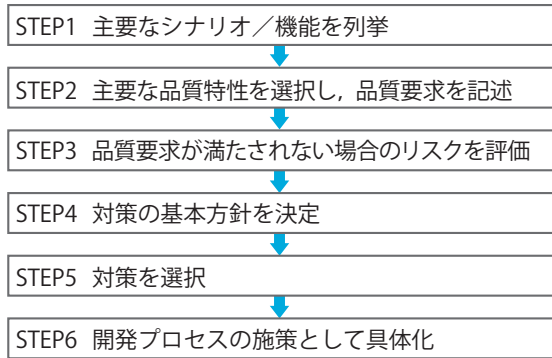 STEP1 主要なシナリオ／機能を列挙
STEP2 主要な品質特性を選択し，品質要求を記述
STEP3 品質要求が満たされない場合のリスクを評価
STEP4 対策の基本方針を決定
STEP5 対策を選択
STEP6 開発プロセスの施策として具体化